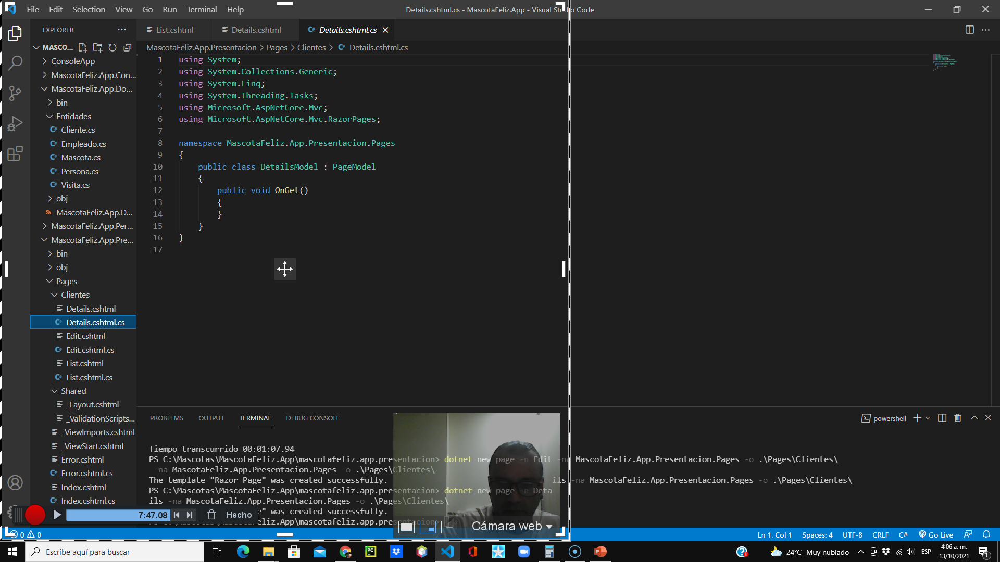 File Edit Selection View Go Run Terminal Help
Details.cshtml.cs - MascotaFeliz.App - Visual Studio Code
EXPLORER
List.cshtml
Details.cshtml
Details.cshtml.cs
MASCO...
MascotaFeliz.App.Presentacion > Pages > Clientes > Details.cshtml.cs
ConsoleApp
MascotaFeliz.App.Con...
MascotaFeliz.App.Do...
bin
Entidades
Cliente.cs
Empleado.cs
Mascota.cs
Persona.cs
Visita.cs
obj
MascotaFeliz.App.D...
MascotaFeliz.App.Per...
MascotaFeliz.App.Pre...
bin
obj
Pages
Clientes
Details.cshtml
Details.cshtml.cs
Edit.cshtml
Edit.cshtml.cs
List.cshtml
List.cshtml.cs
Shared
_Layout.cshtml
_ValidationScripts...
_ViewImports.cshtml
_ViewStart.cshtml
Error.cshtml
Error.cshtml.cs
Index.cshtml
Index.cshtml.cs
1 using System;
2 using System.Collections.Generic;
3 using System.Linq;
4 using System.Threading.Tasks;
5 using Microsoft.AspNetCore.Mvc;
6 using Microsoft.AspNetCore.Mvc.RazorPages;
7
8 namespace MascotaFeliz.App.Presentacion.Pages
9 {
10 public class DetailsModel : PageModel
11 {
12 public void OnGet()
13 {
14 }
15 }
16 }
17
PROBLEMS OUTPUT TERMINAL DEBUG CONSOLE
powershell
Tiempo transcurrido 00:01:07.94
PS C:\Mascotas\MascotaFeliz.App\mascotafeliz.app.presentacion> dotnet new page -n Edit -na MascotaFeliz.App.Presentacion.Pages -o .\Pages\Clientes\
-na MascotaFeliz.App.Presentacion.Pages -o .\Pages\Clientes\
The template "Razor Page" was created successfully.
ils -na MascotaFeliz.App.Presentacion.Pages -o .\Pages\Clientes\
PS C:\Mascotas\MascotaFeliz.App\mascotafeliz.app.presentacion> dotnet new page -n Deta
ils -na MascotaFeliz.App.Presentacion.Pages -o .\Pages\Clientes\
e" was created successfully.
eliz.App\mascotafeliz.app.presentacion>
7:47.08
Hecho
Cámara web
0 0
Ln 1, Col 1 Spaces: 4 UTF-8 CRLF C# Go Live
Escribe aquí para buscar
24°C Muy nublado
ESP
4:06 a. m.
13/10/2021
1